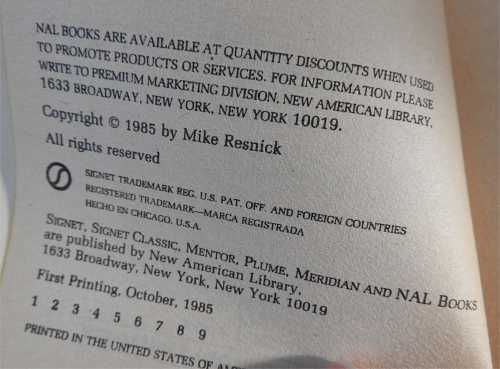 NAL BOOKS ARE AVAILABLE AT QUANTITY DISCOUNTS WHEN USED
TO PROMOTE PRODUCTS OR SERVICES. FOR INFORMATION PLEASE
WRITE TO PREMIUM MARKETING DIVISION, NEW AMERICAN LIBRARY,
1633 BROADWAY, NEW YORK, NEW YORK 10019.
Copyright © 1985 by Mike Resnick
All rights reserved
SIGNET TRADEMARK REG. U.S. PAT. OFF. AND FOREIGN COUNTRIES
REGISTERED TRADEMARK—MARCA REGISTRADA
HECHO EN CHICAGO, U.S.A.
SIGNET, SIGNET CLASSIC, MENTOR, PLUME, MERIDIAN AND NAL BOOKS
are published by New American Library,
1633 Broadway, New York, New York 10019
First Printing, October, 1985
1 2 3 4 5 6 7 8 9
PRINTED IN THE UNITED STATES OF